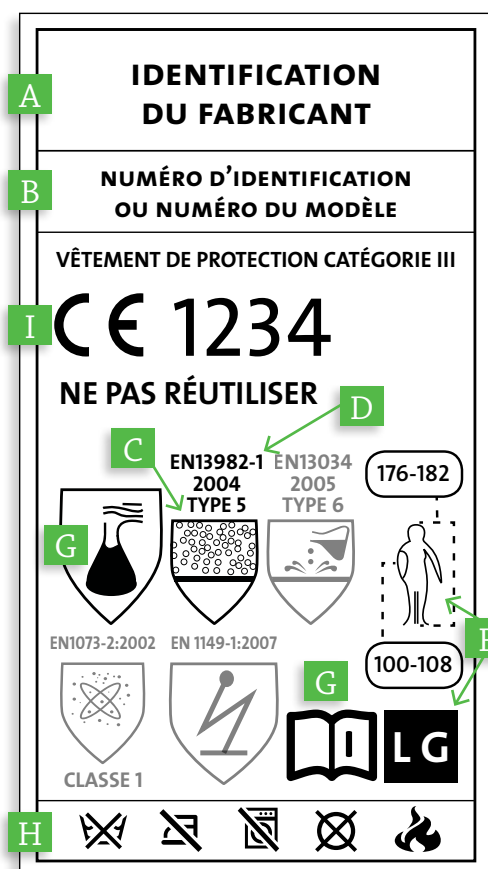 A
IDENTIFICATION
DU FABRICANT
B
NUMÉRO D'IDENTIFICATION
OU NUMÉRO DU MODÈLE
VÊTEMENT DE PROTECTION CATÉGORIE III
I
CE 1234
NE PAS RÉUTILISER
D
C
EN13982-1
2004
TYPE 5
EN13034
2005
TYPE 6
176-182
G
E
100-108
EN1073-2:2002
EN 1149-1:2007
G
LG
CLASSE 1
H